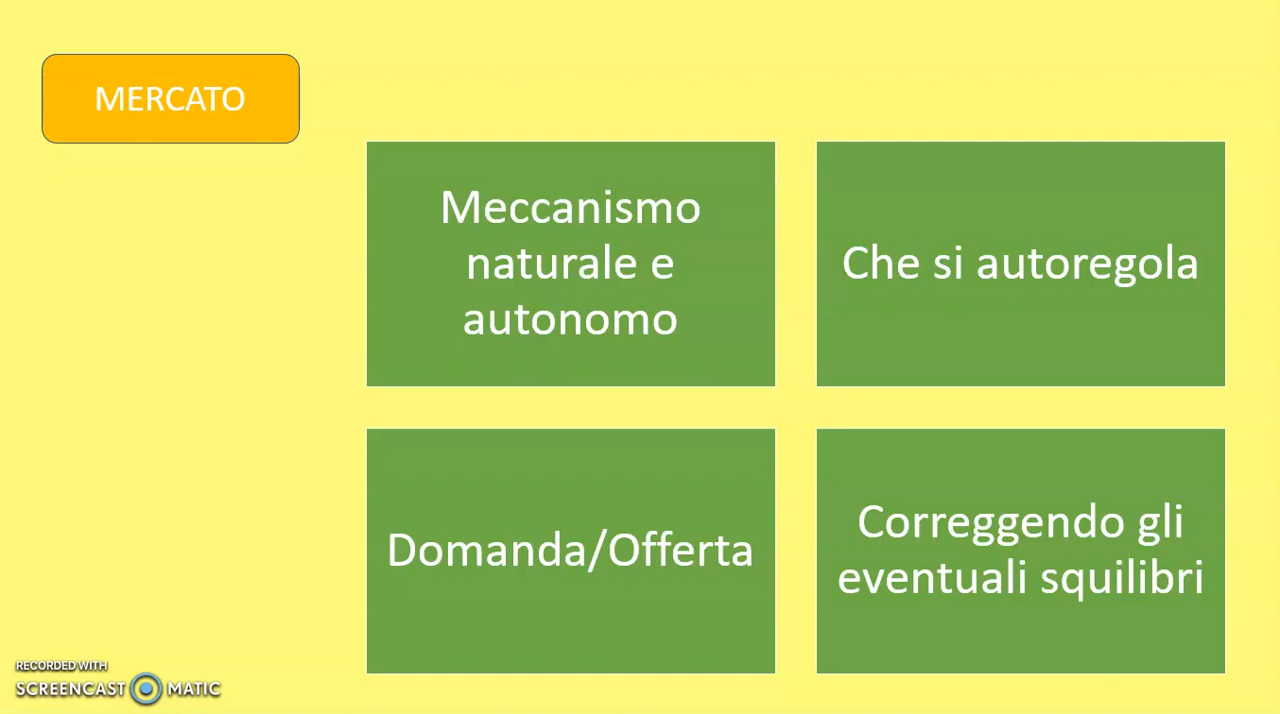 MERCATO
Meccanismo
naturale e
autonomo
Che si autoregola
Domanda/Offerta
Correggendo gli
eventuali squilibri
RECORDED WITH
SCREENCAST MATIC